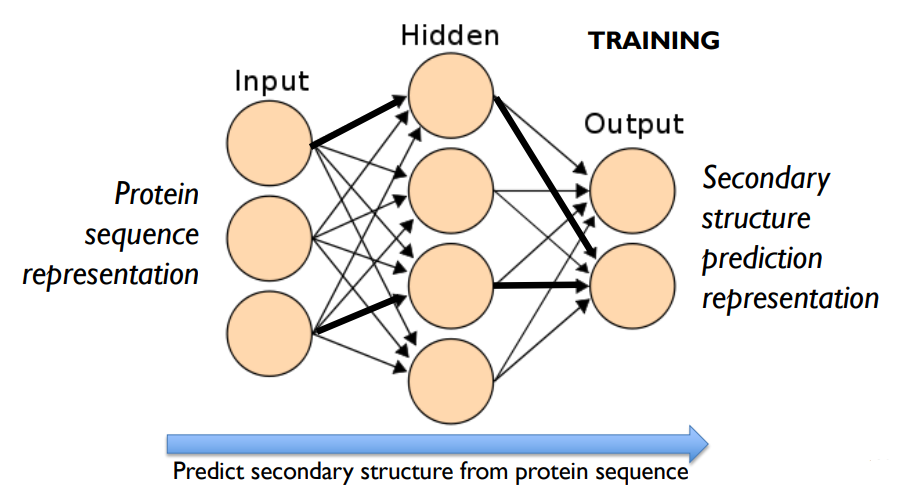 Hidden
TRAINING
Input
Output
Protein
sequence
representation
Secondary
structure
prediction
representation
Predict secondary structure from protein sequence